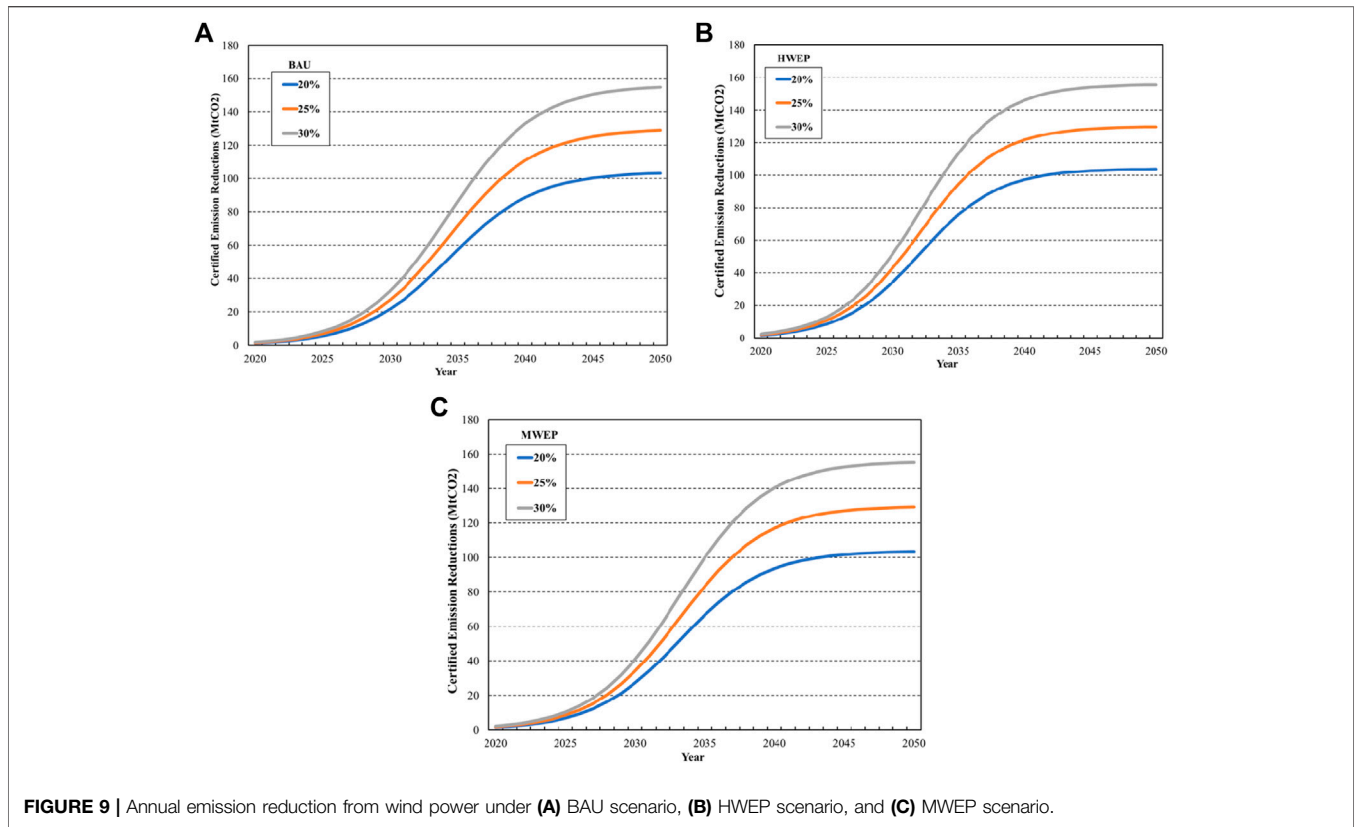 A
180
160
140
120
100
80
60
40
20
0
Certified Emission Reductions (MtCO2)
BAU
20%
25%
30%
2020 2025 2030 2035 2040 2045 2050
Year
B
180
160
140
120
100
80
60
40
20
0
Certified Emission Reductions (MtCO2)
HWEP
20%
25%
30%
2020 2025 2030 2035 2040 2045 2050
Year
C
180
160
140
120
100
80
60
40
20
0
Certified Emission Reductions (MtCO2)
MWEP
20%
25%
30%
2020 2025 2030 2035 2040 2045 2050
Year
FIGURE 9 | Annual emission reduction from wind power under (A) BAU scenario, (B) HWEP scenario, and (C) MWEP scenario.